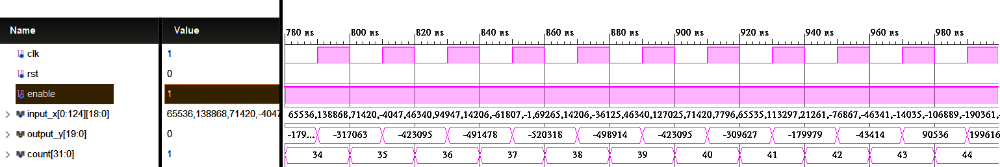 780 ns 800 ns 820 ns 840 ns 860 ns 880 ns 900 ns 920 ns 940 ns 960 ns 980 ns
Name Value
clk 1
rst 0
enable 1
input_x[0:124][18:0] 65536,138868,71420,-4047 65536,138868,71420,-4047,46340,94947,14206,-61807,-1,69265,14206,-36125,46340,127025,71420,7796,65535,113297,21261,-76867,-46341,-14035,-106889,-190361,-
output_y[19:0] 0 -179... -317063 -423095 -491478 -520318 -498914 -423095 -309627 -179979 -43414 90536 199616
count[31:0] 1 34 35 36 37 38 39 40 41 42 43 44